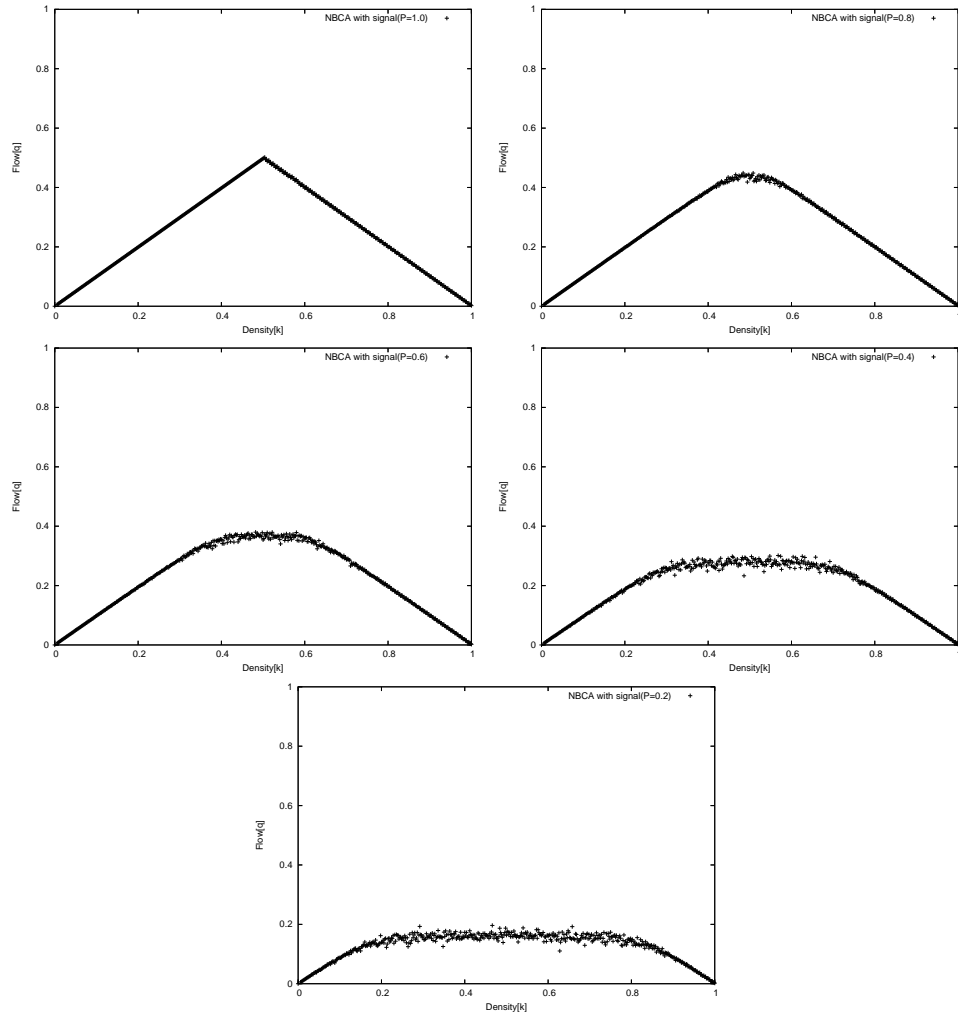 NBCA with signal(P=1.0)
1
0.8
0.6
0.4
0.2
0
Flow[q]
0 0.2 0.4 0.6 0.8 1
Density[k]
NBCA with signal(P=0.8)
1
0.8
0.6
0.4
0.2
0
Flow[q]
0 0.2 0.4 0.6 0.8 1
Density[k]
NBCA with signal(P=0.6)
1
0.8
0.6
0.4
0.2
0
Flow[q]
0 0.2 0.4 0.6 0.8 1
Density[k]
NBCA with signal(P=0.4)
1
0.8
0.6
0.4
0.2
0
Flow[q]
0 0.2 0.4 0.6 0.8 1
Density[k]
NBCA with signal(P=0.2)
1
0.8
0.6
0.4
0.2
0
Flow[q]
0 0.2 0.4 0.6 0.8 1
Density[k]